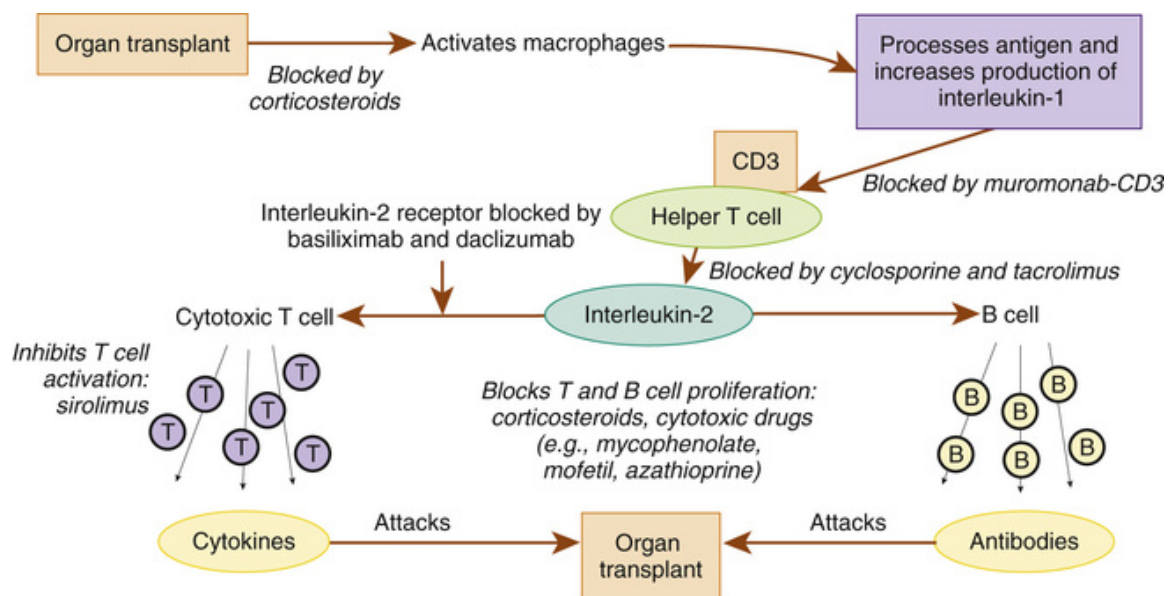 Organ transplant
Activates macrophages
Processes antigen and
increases production of
interleukin-1
Blocked by
corticosteroids
CD3
Blocked by muromonab-CD3
Helper T cell
Interleukin-2 receptor blocked by
basiliximab and daclizumab
Blocked by cyclosporine and tacrolimus
Cytotoxic T cell
Interleukin-2
B cell
Inhibits T cell
activation:
sirolimus
T
T
T
T
T
T
Blocks T and B cell proliferation:
corticosteroids, cytotoxic drugs
(e.g., mycophenolate,
mofetil, azathioprine)
B
B
B
B
B
B
Cytokines
Attacks
Organ
transplant
Attacks
Antibodies